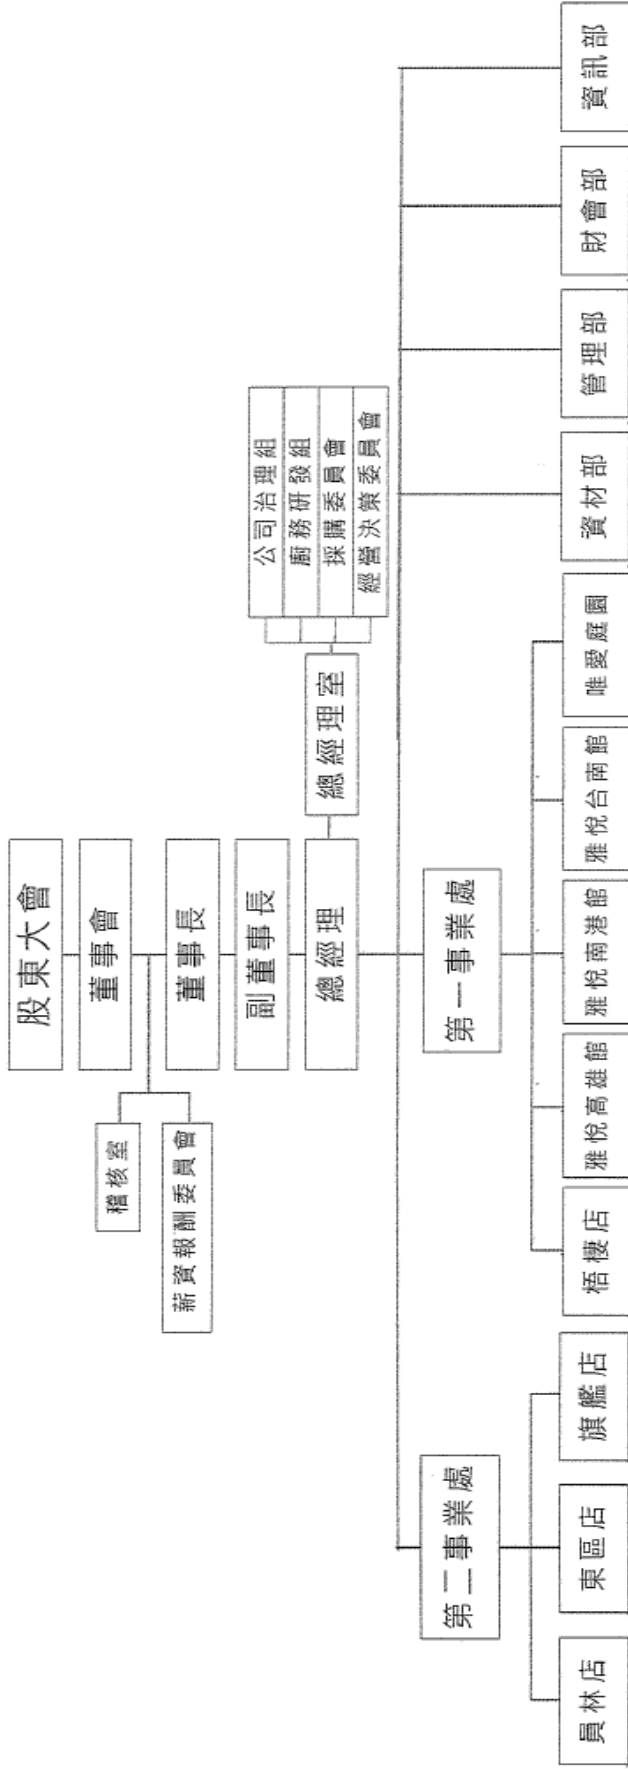 股東大會
董事會
稽核室
薪資報酬委員會
董事長
副董事長
總經理
總經理室
公司治理組
廚務研發組
採購委員會
經營決策委員會
第二事業處
第一事業處
員林店
東區店
旗艦店
梧棲店
雅悅高雄館
雅悅南港館
雅悅台南館
唯愛庭園
資材部
管理部
財會部
資訊部